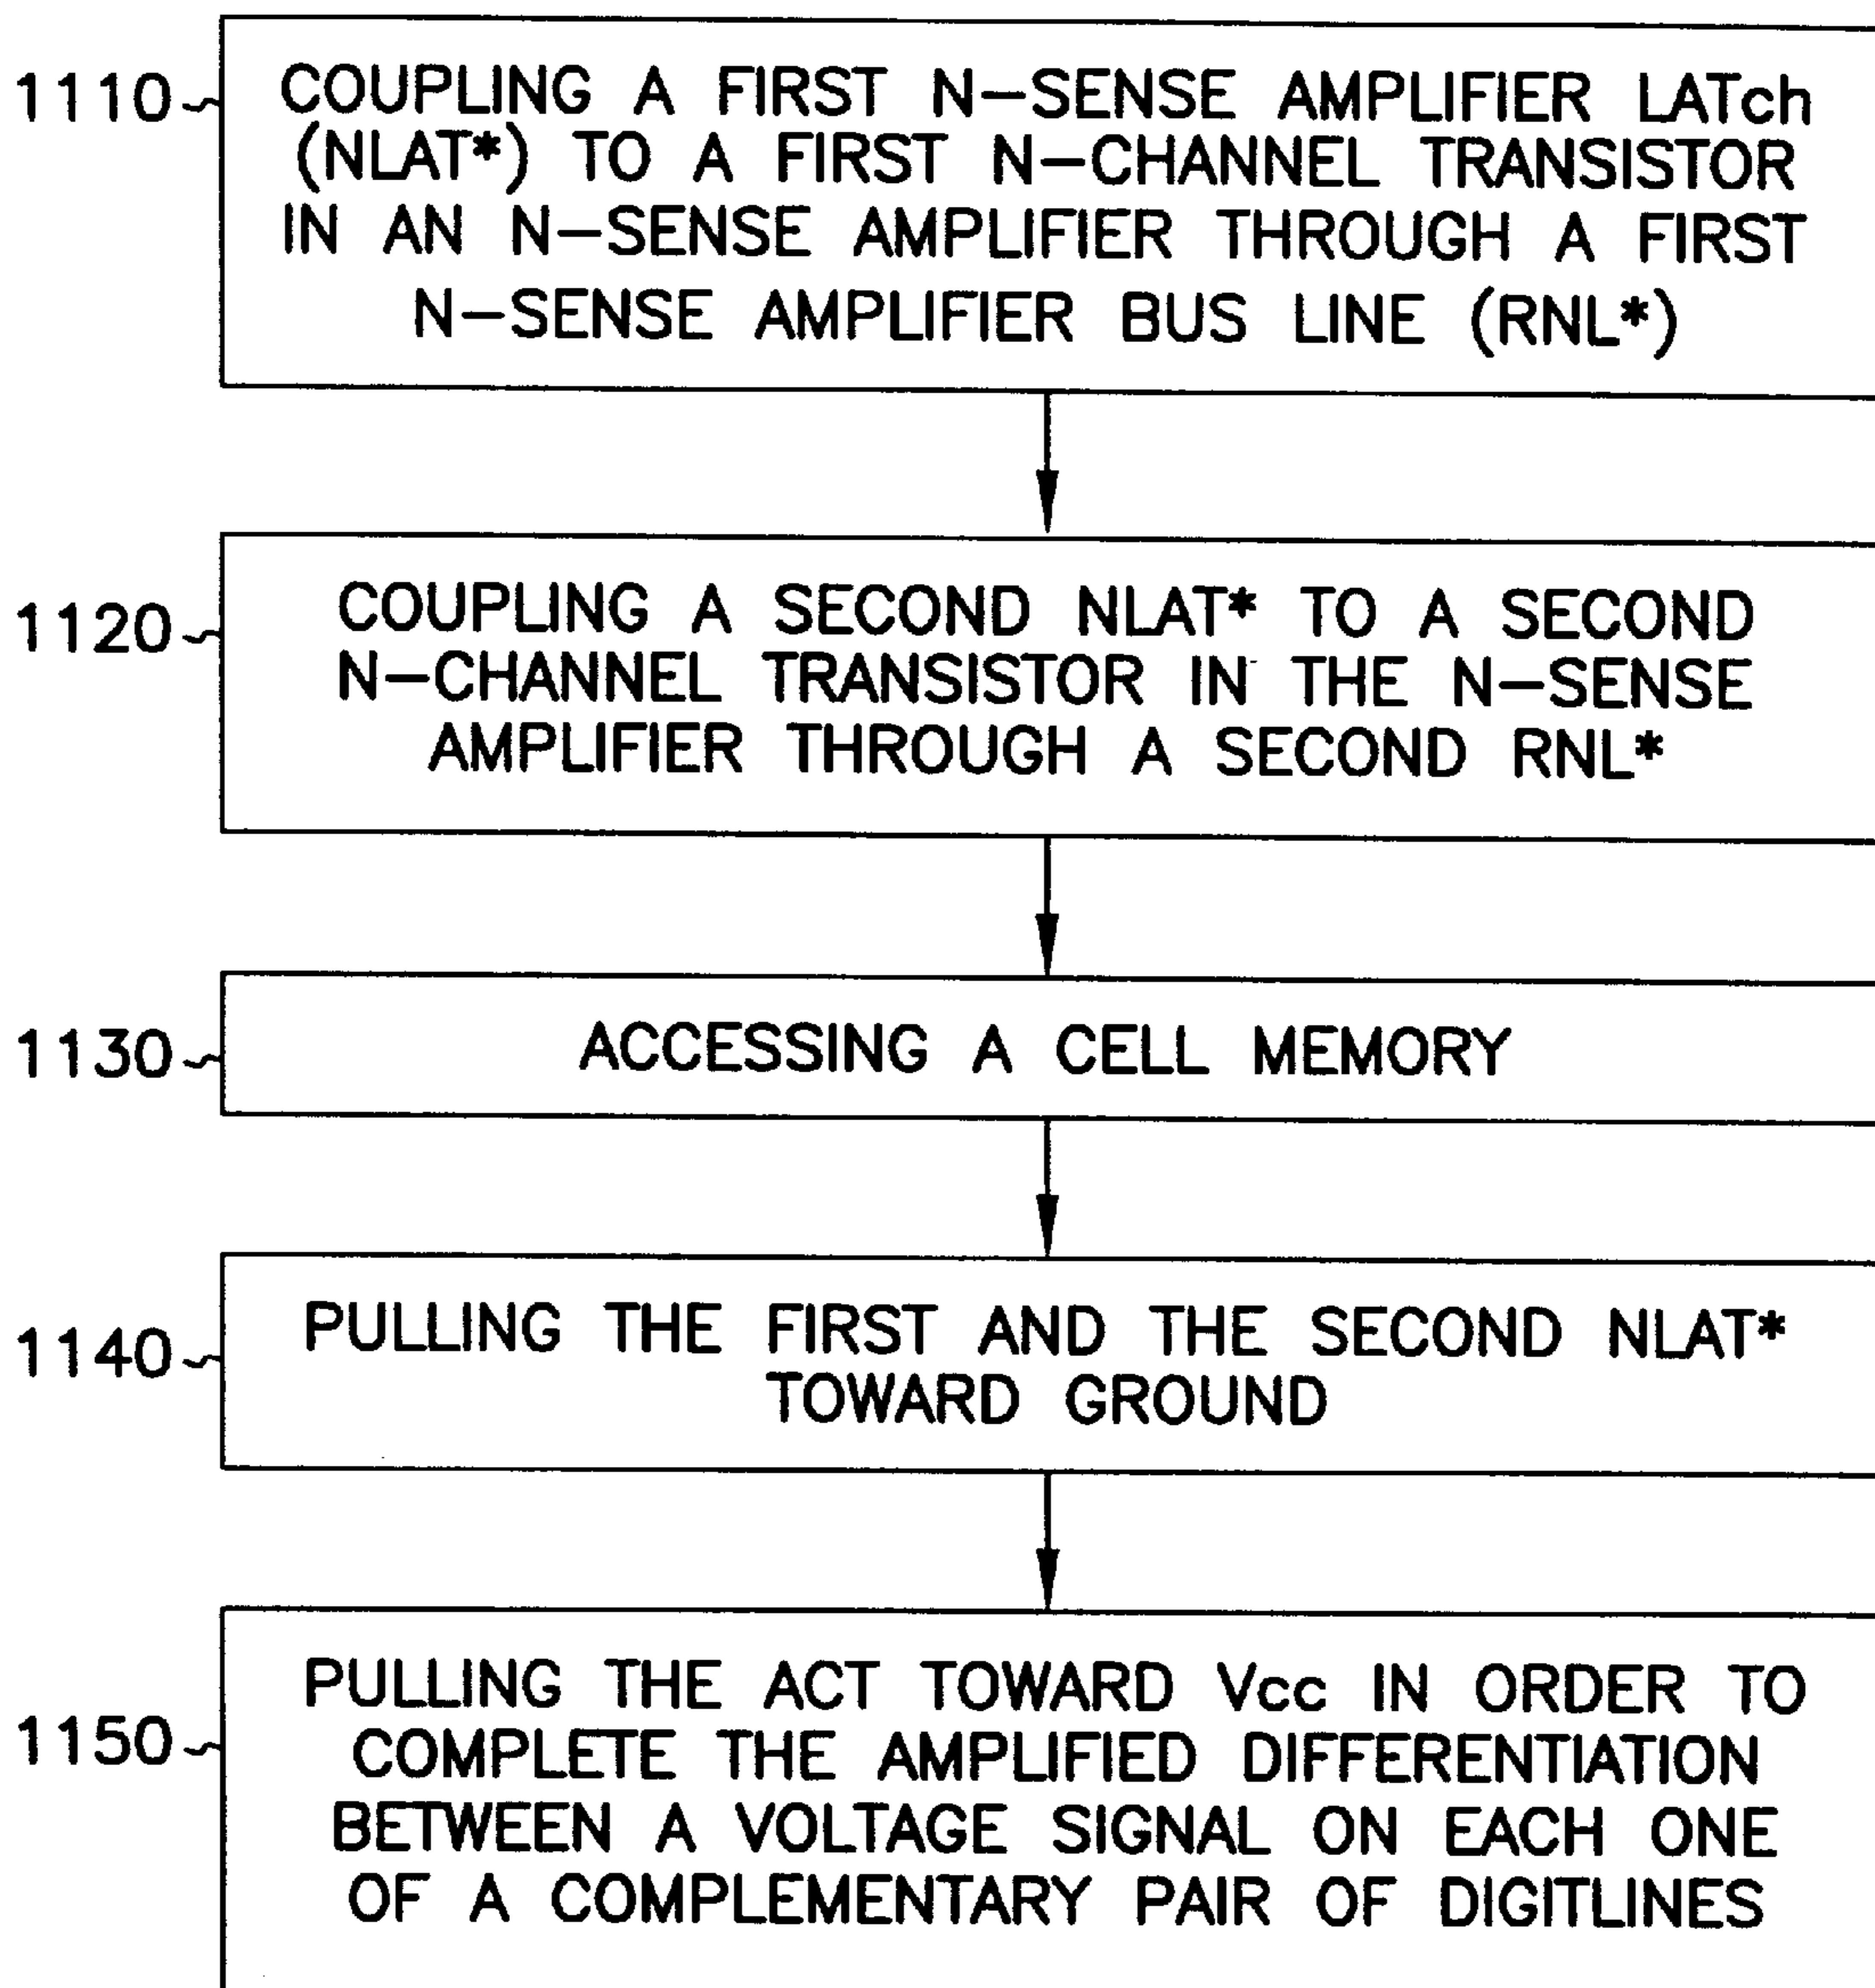 1110
COUPLING A FIRST N-SENSE AMPLIFIER LATch
(NLAT*) TO A FIRST N-CHANNEL TRANSISTOR
IN AN N-SENSE AMPLIFIER THROUGH A FIRST
N-SENSE AMPLIFIER BUS LINE (RNL*)
1120
COUPLING A SECOND NLAT* TO A SECOND
N-CHANNEL TRANSISTOR IN THE N-SENSE
AMPLIFIER THROUGH A SECOND RNL*
1130
ACCESSING A CELL MEMORY
1140
PULLING THE FIRST AND THE SECOND NLAT*
TOWARD GROUND
1150
PULLING THE ACT TOWARD Vcc IN ORDER TO
COMPLETE THE AMPLIFIED DIFFERENTIATION
BETWEEN A VOLTAGE SIGNAL ON EACH ONE
OF A COMPLEMENTARY PAIR OF DIGITLINES